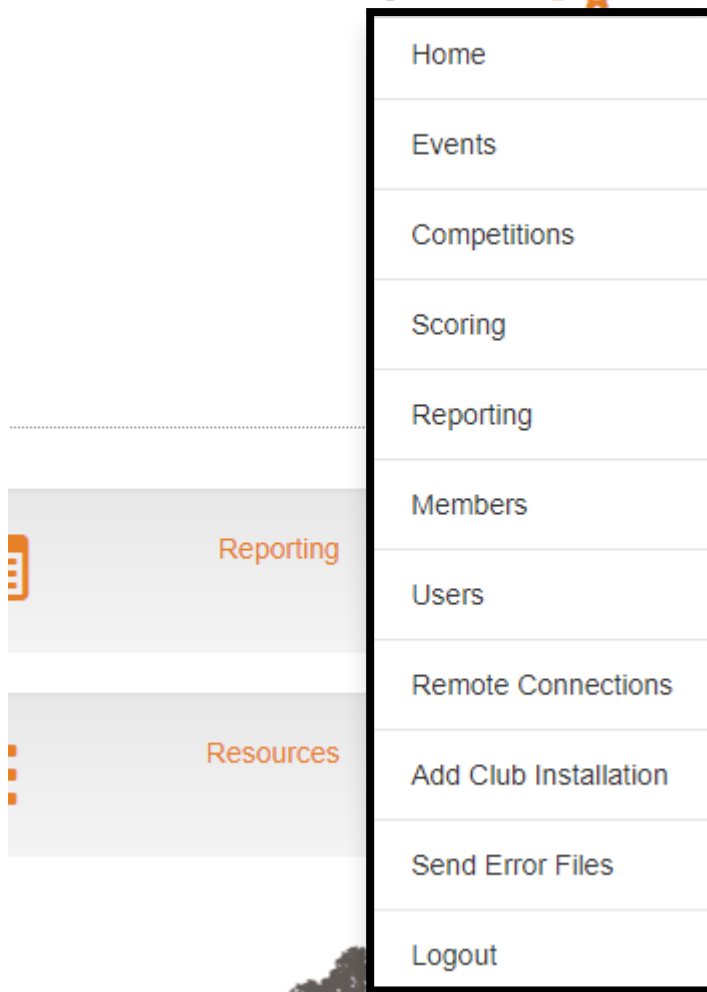 Home
Events
Competitions
Scoring
Reporting
Members
Users
Remote Connections
Add Club Installation
Send Error Files
Logout
Reporting
Resources